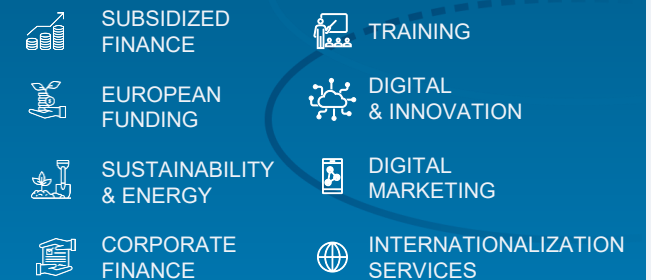 SUBSIDIZED
FINANCE
EUROPEAN
FUNDING
SUSTAINABILITY
& ENERGY
CORPORATE
FINANCE
TRAINING
DIGITAL
& INNOVATION
DIGITAL
MARKETING
INTERNATIONALIZATION
SERVICES